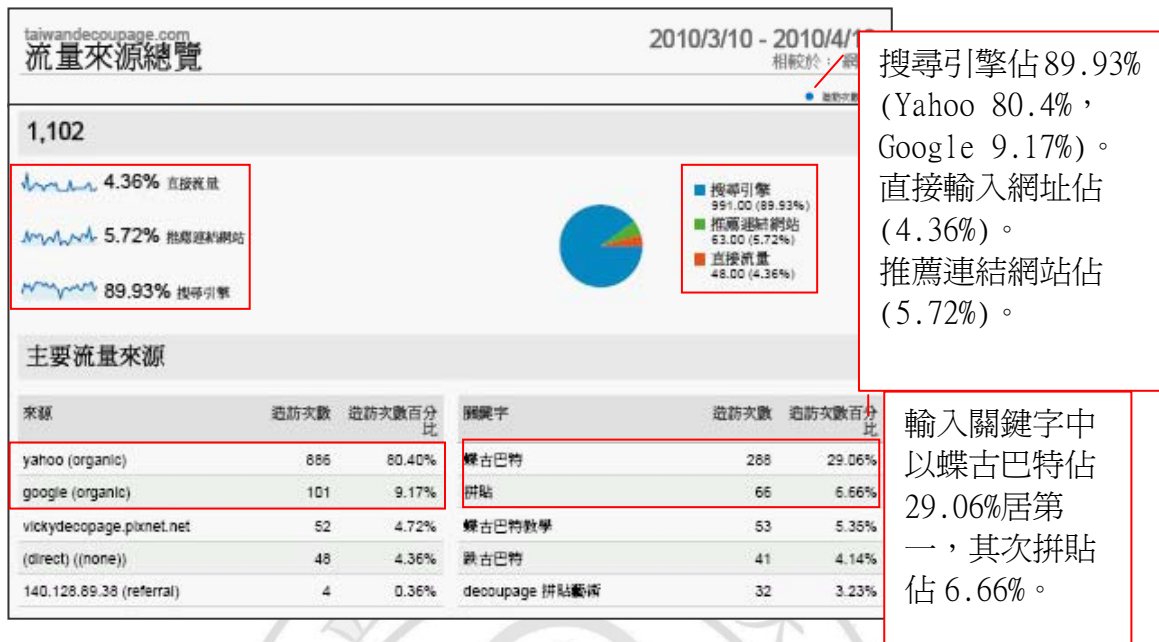 taiwandecoupage.com
流量來源總覽
2010/3/10 - 2010/4/1
相較於： 網
造訪次數
1,102
4.36% 直接流量
5.72% 推薦連結網站
89.93% 搜尋引擎
搜尋引擎
991.00 (89.93%)
推薦連結網站
63.00 (5.72%)
直接流量
48.00 (4.36%)
主要流量來源
來源 造訪次數 造訪次數百分比
yahoo (organic) 886 80.40%
google (organic) 101 9.17%
vickydecopage.pixnet.net 52 4.72%
(direct) ((none)) 48 4.36%
140.128.89.38 (referral) 4 0.36%
關鍵字 造訪次數 造訪次數百分比
蝶古巴特 288 29.06%
拼貼 66 6.66%
蝶古巴特教學 53 5.35%
跌古巴特 41 4.14%
decoupage 拼貼藝術 32 3.23%
搜尋引擎佔89.93%
(Yahoo 80.4%，
Google 9.17%)。
直接輸入網址佔
(4.36%)。
推薦連結網站佔
(5.72%)。
輸入關鍵字中
以蝶古巴特佔
29.06%居第
一，其次拚貼
佔6.66%。